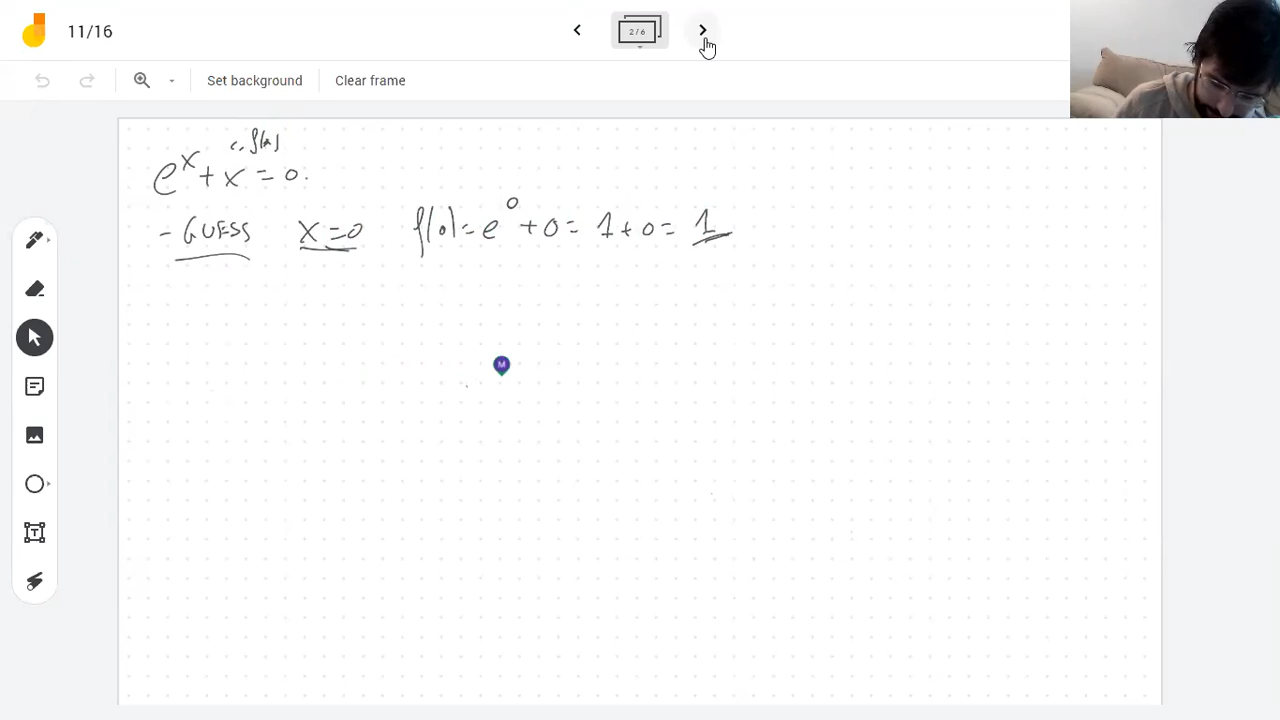 11/16
2/6
Set background
Clear frame
f(x)
e^x + x = 0.
- GUESS x=0 f(0)= e^0 + 0 = 1 + 0 = 1
M
T